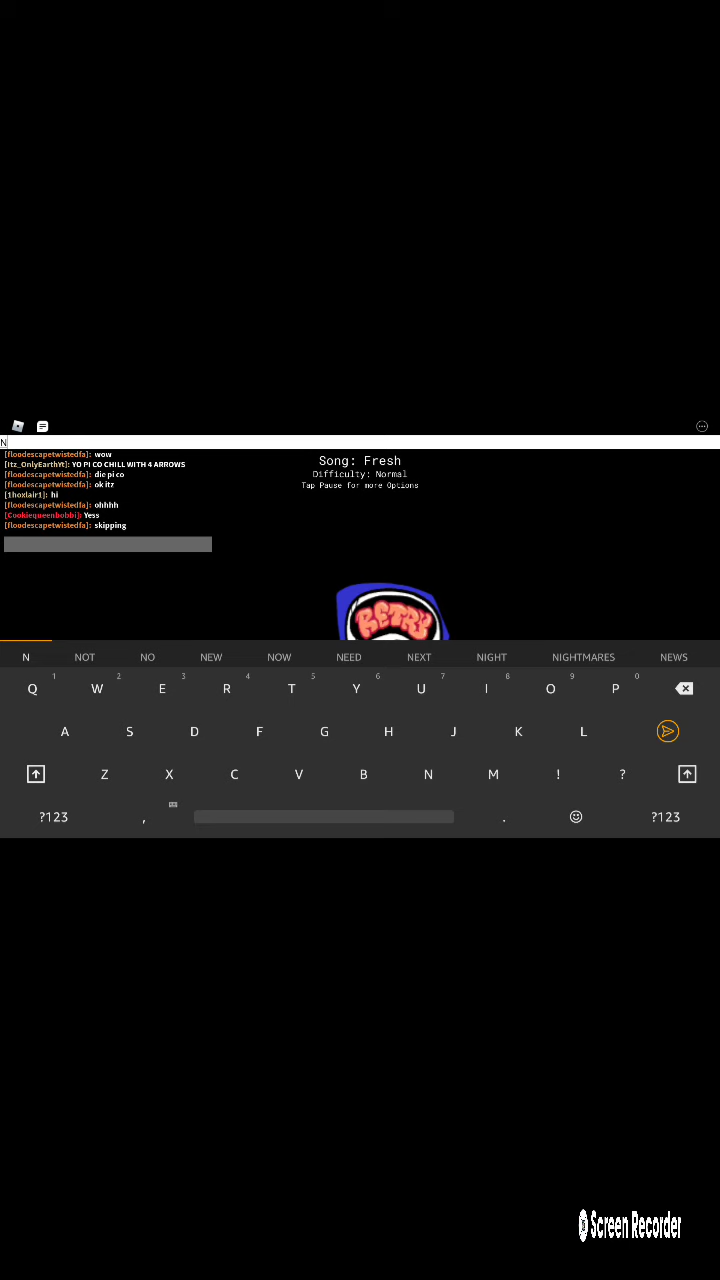 N
[floodescapetwistedfa]: wow
[Itz_OnlyEarthYt]: YO PI CO CHILL WITH 4 ARROWS
[floodescapetwistedfa]: die pi co
[floodescapetwistedfa]: ok itz
[1hoxlair1]: hi
[floodescapetwistedfa]: ohhhh
[Cookiequeenbobbi]: Yess
[floodescapetwistedfa]: skipping
Song: Fresh
Difficulty: Normal
Tap Pause for more Options
RETRY
N NOT NO NEW NOW NEED NEXT NIGHT NIGHTMARES NEWS
1 2 3 4 5 6 7 8 9 0
Q W E R T Y U I O P
A S D F G H J K L
Z X C V B N M ! ?
?123 , . ?123
Screen Recorder